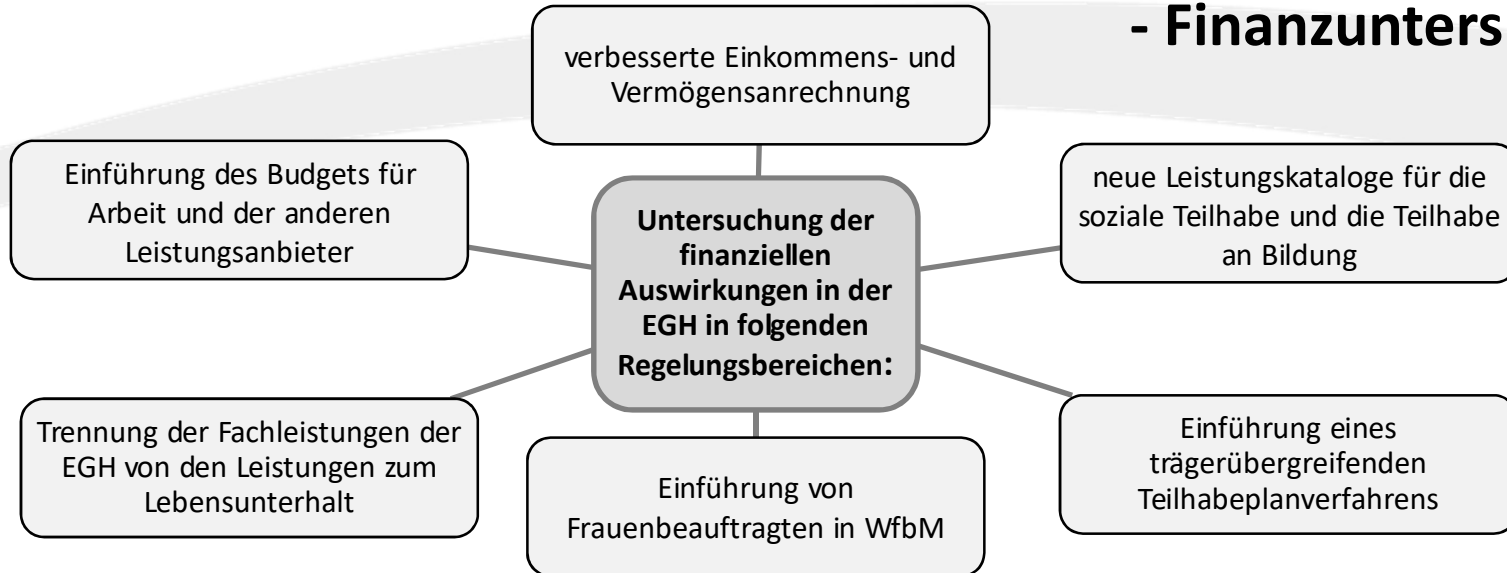 - Finanzunters
verbesserte Einkommens- und
Vermögensanrechnung
Einführung des Budgets für
Arbeit und der anderen
Leistungsanbieter
neue Leistungskataloge für die
soziale Teilhabe und die Teilhabe
an Bildung
Untersuchung der
finanziellen
Auswirkungen in der
EGH in folgenden
Regelungsbereichen:
Trennung der Fachleistungen der
EGH von den Leistungen zum
Lebensunterhalt
Einführung von
Frauenbeauftragten in WfbM
Einführung eines
trägerübergreifenden
Teilhabeplanverfahrens